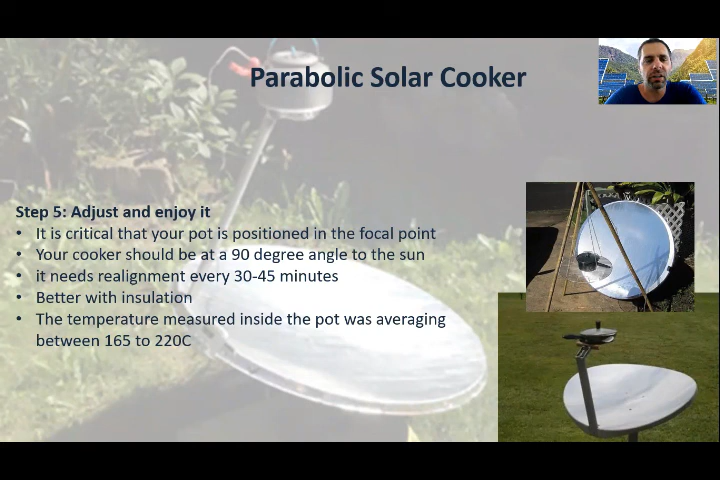 Parabolic Solar Cooker
Step 5: Adjust and enjoy it
• It is critical that your pot is positioned in the focal point
• Your cooker should be at a 90 degree angle to the sun
• it needs realignment every 30-45 minutes
• Better with insulation
• The temperature measured inside the pot was averaging
between 165 to 220C